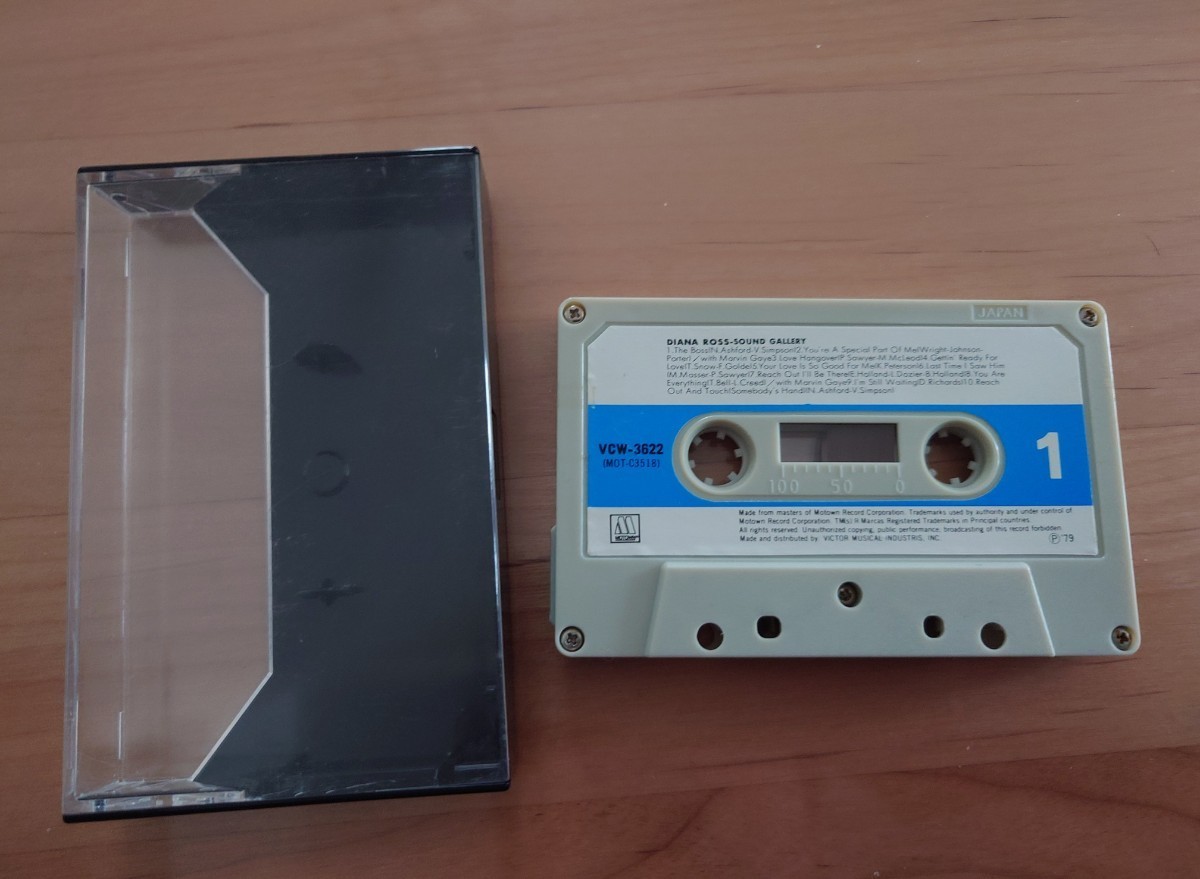 JAPAN
DIANA ROSS-SOUND GALLERY
1.The Boss(N.Ashford-V.Simpson)2.You're A Special Part Of Me(Wright-Johnson-
Porter)/with Marvin Gaye3.Love Hangover(P.Sawyer-M.McLeod)4.Gettin' Ready For
Love(T.Snow-F.Golde)5.Your Love Is So Good For Me(K.Peterson)6.Last Time I Saw Him
(M.Masser-P.Sawyer)7.Reach Out I'll Be There(E.Holland-L.Dozier-B.Holland)8.You Are
Everything(T.Bell-L.Creed)/with Marvin Gaye9.I'm Still Waiting(D.Richards)10.Reach
Out And Touch(Somebody's Hand)(N.Ashford-V.Simpson)
VCW-3622
(MOT-C3518)
100 50 0
1
Made from masters of Motown Record Corporation. Trademarks used by authority and under control of
Motown Record Corporation. TM(s) ® Marcas Registered Trademarks in Principal countries.
All rights reserved. Unauthorized copying, public performance, broadcasting of this record forbidden.
Made and distributed by VICTOR MUSICAL INDUSTRIS, INC.
Ⓟ'79
MOTOWN